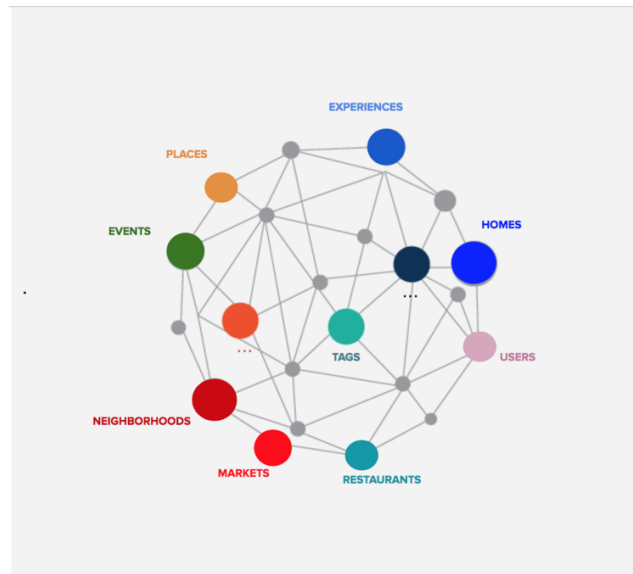 EXPERIENCES
PLACES
HOMES
EVENTS
...
...
TAGS
USERS
NEIGHBORHOODS
MARKETS
RESTAURANTS